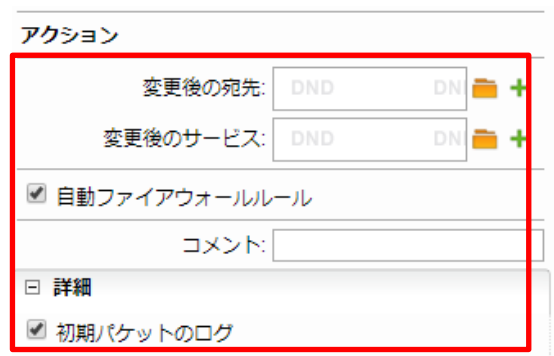 アクション
変更後の宛先: DND DND
変更後のサービス: DND DND
自動ファイアウォールルール
コメント:
詳細
初期パケットのログ